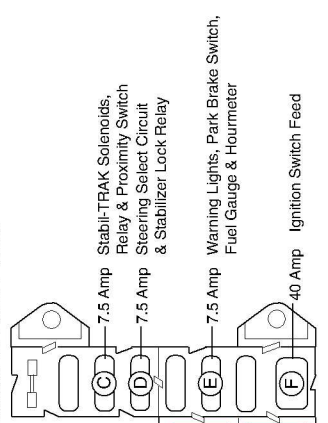 C 7.5 Amp Stabil-TRAK Solenoids,
Relay & Proximity Switch
D 7.5 Amp Steering Select Circuit
& Stabilizer Lock Relay
E 7.5 Amp Warning Lights, Park Brake Switch,
Fuel Gauge & Hourmeter
F 40 Amp Ignition Switch Feed